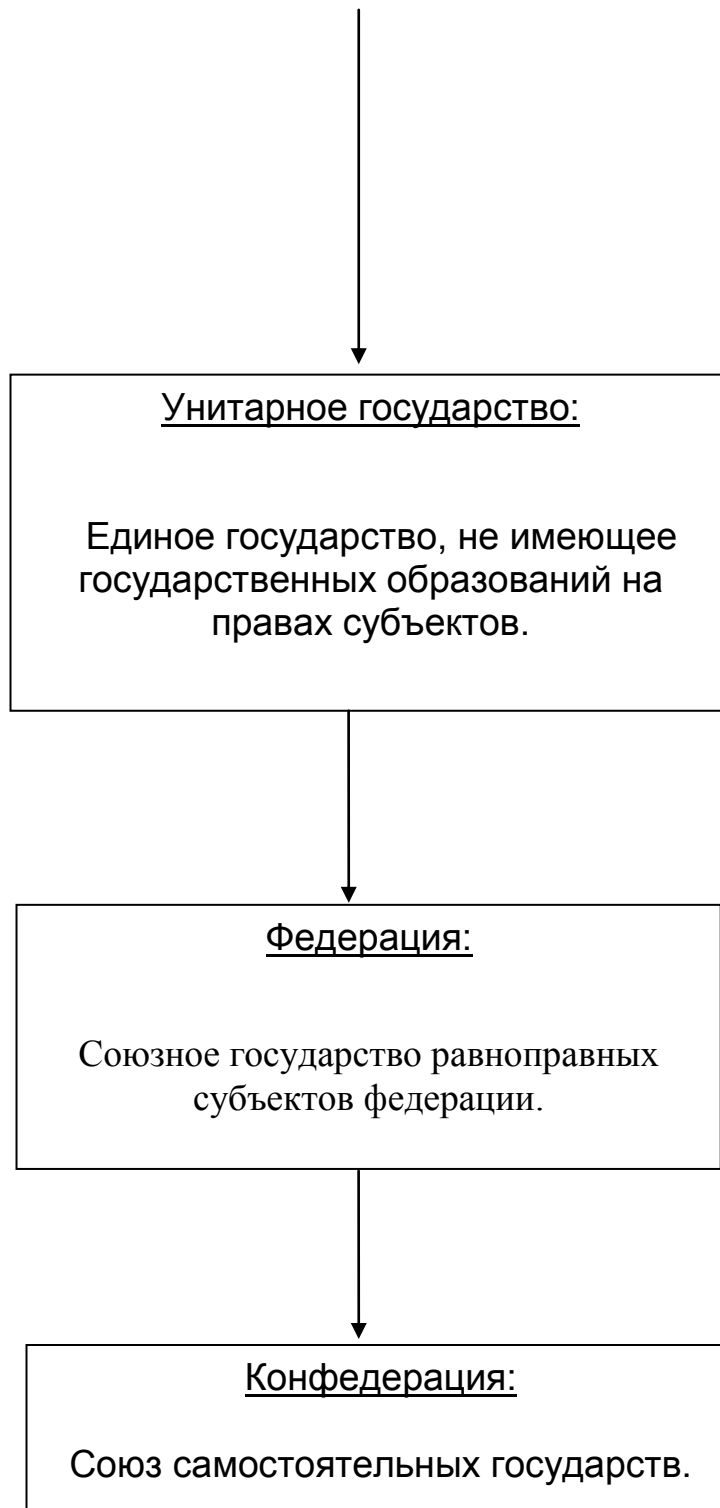 Унитарное государство:
Единое государство, не имеющее
государственных образований на
правах субъектов.
Федерация:
Союзное государство равноправных
субъектов федерации.
Конфедерация:
Союз самостоятельных государств.